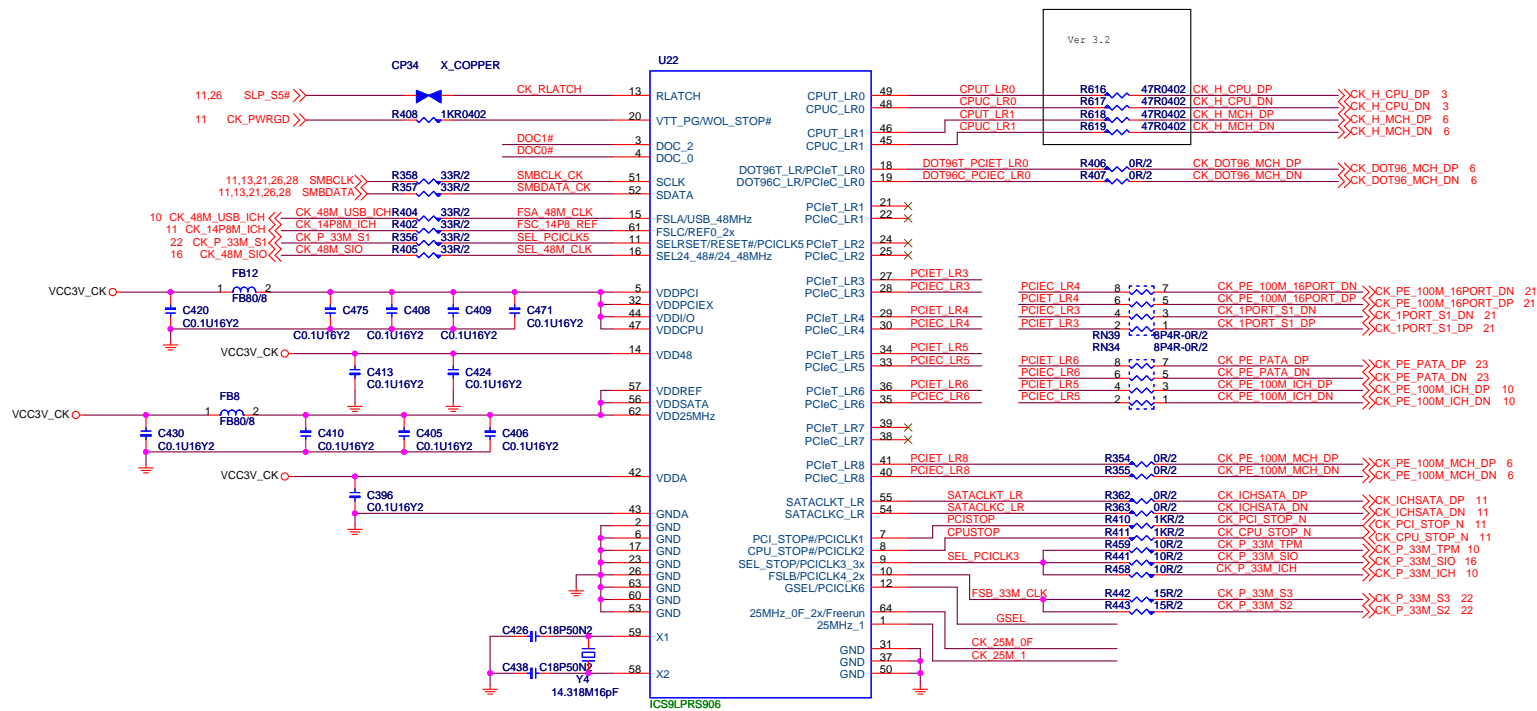 Ver 3.2
U22
CP34 X_COPPER
11,26 SLP_S5# CK_RLATCH 13 RLATCH
11 CK_PWRGD R408 1KR0402 20 VTT_PG/WOL_STOP#
DOC1# 3 DOC_2
DOC0# 4 DOC_0
11,13,21,26,28 SMBCLK R358 33R/2 SMBCLK_CK 51 SCLK
11,13,21,26,28 SMBDATA R357 33R/2 SMBDATA_CK 52 SDATA
10 CK_48M_USB_ICH CK_48M_USB_ICH R404 33R/2 FSA_48M_CLK 15 FSLA/USB_48MHz
11 CK_14P8M_ICH CK_14P8M_ICH R402 33R/2 FSC_14P8_REF 61 FSLC/REF0_2x
22 CK_P_33M_S1 CK_P_33M_S1 R356 33R/2 SEL_PCICLK5 11 SELRSET/RESET#/PCICLK5
16 CK_48M_SIO CK_48M_SIO R405 33R/2 SEL_48M_CLK 16 SEL24_48#/24_48MHz
FB12
VCC3V_CK 1 2 5 VDDPCI
FB80/8
32 VDDPCIEX
C420 C475 C408 C409 C471 44 VDDI/O
C0.1U16Y2 C0.1U16Y2 C0.1U16Y2 C0.1U16Y2 C0.1U16Y2 47 VDDCPU
VCC3V_CK 14 VDD48
C413 C424
C0.1U16Y2 C0.1U16Y2
57 VDDREF
FB8 56 VDDSATA
VCC3V_CK 1 2 62 VDD25MHz
FB80/8
C430 C410 C405 C406
C0.1U16Y2 C0.1U16Y2 C0.1U16Y2 C0.1U16Y2
VCC3V_CK 42 VDDA
C396
C0.1U16Y2
43 GNDA
2 GND
6 GND
17 GND
23 GND
26 GND
63 GND
60 GND
53 GND
C426 C18P50N2 59 X1
C438 C18P50N2 58 X2
Y4
14.318M16pF
ICS9LPRS906
CPUT_LR0 49 CPUT_LR0 R616 47R0402 CK_H_CPU_DP CK_H_CPU_DP 3
CPUC_LR0 48 CPUC_LR0 R617 CK_H_CPU_DN CK_H_CPU_DN 3
CPUT_LR1 46 CPUT_LR1 R618 CK_H_MCH_DP CK_H_MCH_DP 6
CPUC_LR1 45 CPUC_LR1 R619 47R0402 CK_H_MCH_DN CK_H_MCH_DN 6
DOT96T_LR/PCIeT_LR0 18 DOT96T_PCIET_LR0 R406 0R/2 CK_DOT96_MCH_DP CK_DOT96_MCH_DP 6
DOT96C_LR/PCIeC_LR0 19 DOT96C_PCIEC_LR0 R407 0R/2 CK_DOT96_MCH_DN CK_DOT96_MCH_DN 6
PCIeT_LR1 21
PCIeC_LR1 22
PCIeT_LR2 24
PCIeC_LR2 25
PCIeT_LR3 27 PCIET_LR3
PCIeC_LR3 28 PCIEC_LR3
PCIEC_LR4 8 7 CK_PE_100M_16PORT_DN CK_PE_100M_16PORT_DN 21
PCIET_LR4 6 5 CK_PE_100M_16PORT_DP CK_PE_100M_16PORT_DP 21
PCIeT_LR4 29 PCIET_LR4 PCIEC_LR3 4 3 CK_1PORT_S1_DN CK_1PORT_S1_DN 21
PCIeC_LR4 30 PCIEC_LR4 PCIET_LR3 2 1 CK_1PORT_S1_DP CK_1PORT_S1_DP 21
RN39 8P4R-0R/2
RN34 8P4R-0R/2
PCIeT_LR5 34 PCIET_LR5
PCIeC_LR5 33 PCIEC_LR5 PCIET_LR6 8 7 CK_PE_PATA_DP CK_PE_PATA_DP 23
PCIEC_LR6 6 5 CK_PE_PATA_DN CK_PE_PATA_DN 23
PCIeT_LR6 36 PCIET_LR6 PCIET_LR5 4 3 CK_PE_100M_ICH_DP CK_PE_100M_ICH_DP 10
PCIeC_LR6 35 PCIEC_LR6 PCIEC_LR5 2 1 CK_PE_100M_ICH_DN CK_PE_100M_ICH_DN 10
PCIeT_LR7 39
PCIeC_LR7 38
PCIeT_LR8 41 PCIET_LR8 R354 0R/2 CK_PE_100M_MCH_DP CK_PE_100M_MCH_DP 6
PCIeC_LR8 40 PCIEC_LR8 R355 0R/2 CK_PE_100M_MCH_DN CK_PE_100M_MCH_DN 6
SATACLKT_LR 55 SATACLKT_LR R362 0R/2 CK_ICHSATA_DP CK_ICHSATA_DP 11
SATACLKC_LR 54 SATACLKC_LR R363 0R/2 CK_ICHSATA_DN CK_ICHSATA_DN 11
PCI_STOP#/PCICLK1 7 PCISTOP R410 1KR/2 CK_PCI_STOP_N CK_PCI_STOP_N 11
CPU_STOP#/PCICLK2 8 CPUSTOP R411 1KR/2 CK_CPU_STOP_N CK_CPU_STOP_N 11
R459 10R/2 CK_P_33M_TPM CK_P_33M_TPM 10
SEL_STOP/PCICLK3_3x 9 SEL_PCICLK3 R441 10R/2 CK_P_33M_SIO CK_P_33M_SIO 16
FSLB/PCICLK4_2x 10 R458 10R/2 CK_P_33M_ICH CK_P_33M_ICH 10
GSEL/PCICLK6 12 FSB_33M_CLK R442 15R/2 CK_P_33M_S3 CK_P_33M_S3 22
25MHz_0F_2x/Freerun 64 R443 15R/2 CK_P_33M_S2 CK_P_33M_S2 22
25MHz_1 1 GSEL
GND 31 CK_25M_0F
GND 37 CK_25M_1
GND 50